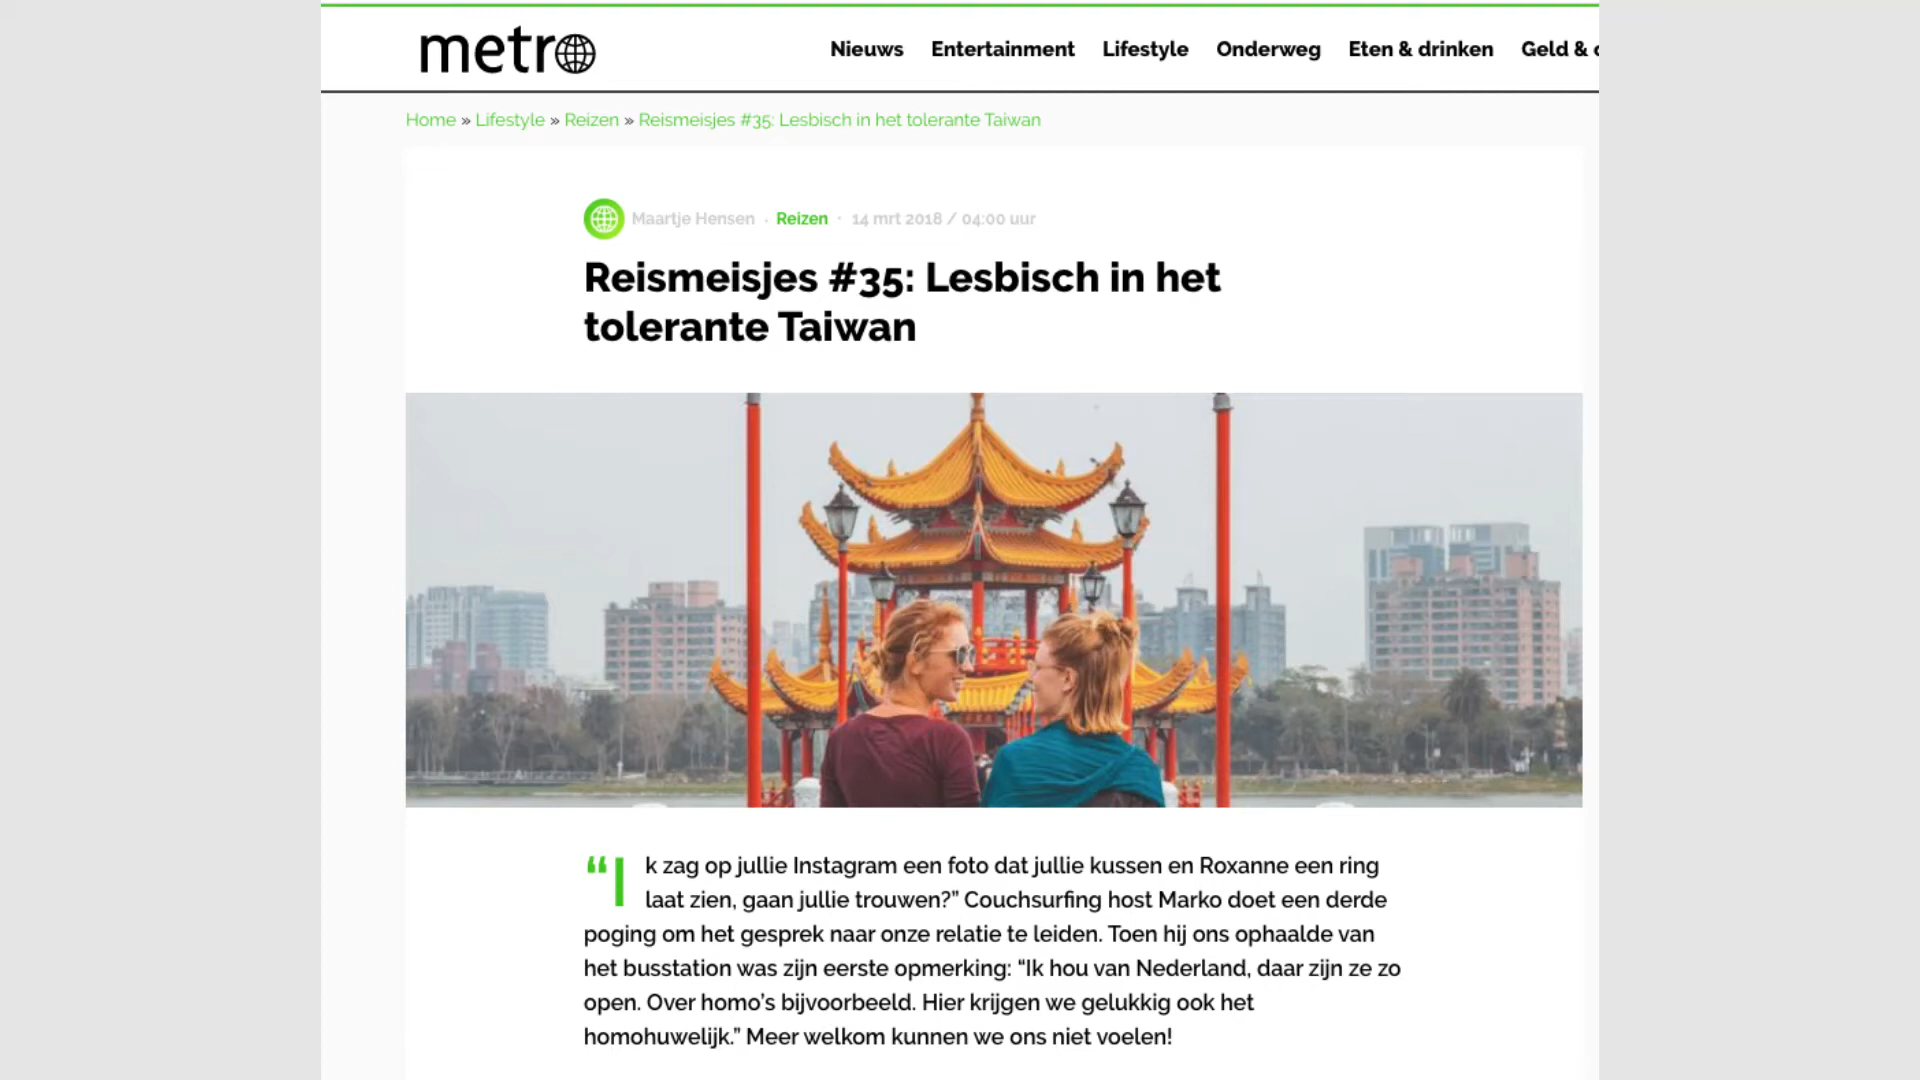 metro
Nieuws Entertainment Lifestyle Onderweg Eten & drinken Geld &
Home » Lifestyle » Reizen » Reismeisjes #35: Lesbisch in het tolerante Taiwan
Maartje Hensen · Reizen · 14 mrt 2018 / 04:00 uur
Reismeisjes #35: Lesbisch in het
tolerante Taiwan
“Ik zag op jullie Instagram een foto dat jullie kussen en Roxanne een ring
laat zien, gaan jullie trouwen?” Couchsurfing host Marko doet een derde
poging om het gesprek naar onze relatie te leiden. Toen hij ons ophaalde van
het busstation was zijn eerste opmerking: “Ik hou van Nederland, daar zijn ze zo
open. Over homo’s bijvoorbeeld. Hier krijgen we gelukkig ook het
homohuwelijk.” Meer welkom kunnen we ons niet voelen!